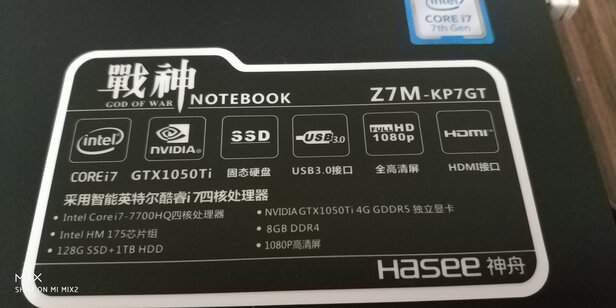 intel
CORE i7
7th Gen
戰神
GOD OF WAR
NOTEBOOK
Z7M-KP7GT
intel
NVIDIA
SSD
USB3.0
FULL HD
1080p
HDMI
CORE i7
GTX1050Ti
固态硬盘
USB3.0接口
全高清屏
HDMI接口
采用智能英特尔酷睿i7四核处理器
• Intel Corei7-7700HQ四核处理器
• NVIDIA GTX1050Ti 4G GDDR5 独立显卡
• Intel HM 175芯片组
• 8GB DDR4
• 128G SSD+1TB HDD
• 1080P高清屏
Hasee 神舟
SHOT ON MI MIX2